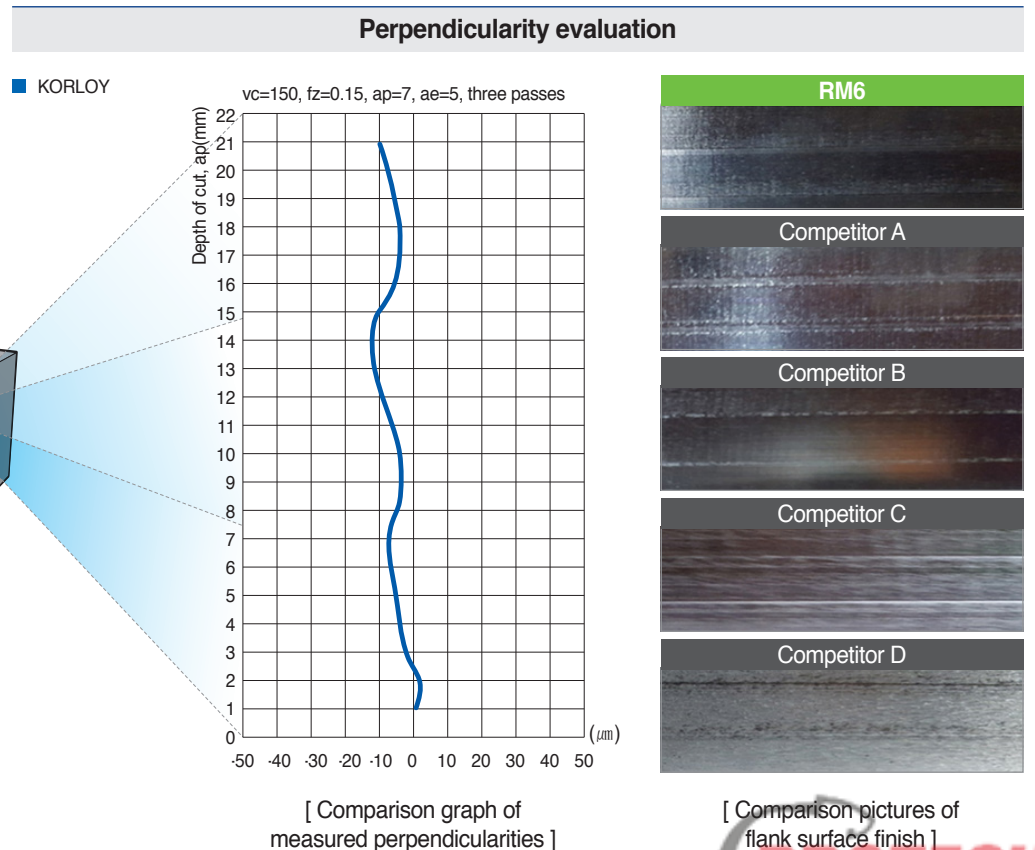 Perpendicularity evaluation
KORLOY
vc=150, fz=0.15, ap=7, ae=5, three passes
Depth of cut, ap(mm)
22
21
20
19
18
17
16
15
14
13
12
11
10
9
8
7
6
5
4
3
2
1
0
-50 -40 -30 -20 -10 0 10 20 30 40 50
(μm)
[ Comparison graph of
measured perpendicularities ]
RM6
Competitor A
Competitor B
Competitor C
Competitor D
[ Comparison pictures of
flank surface finish ]